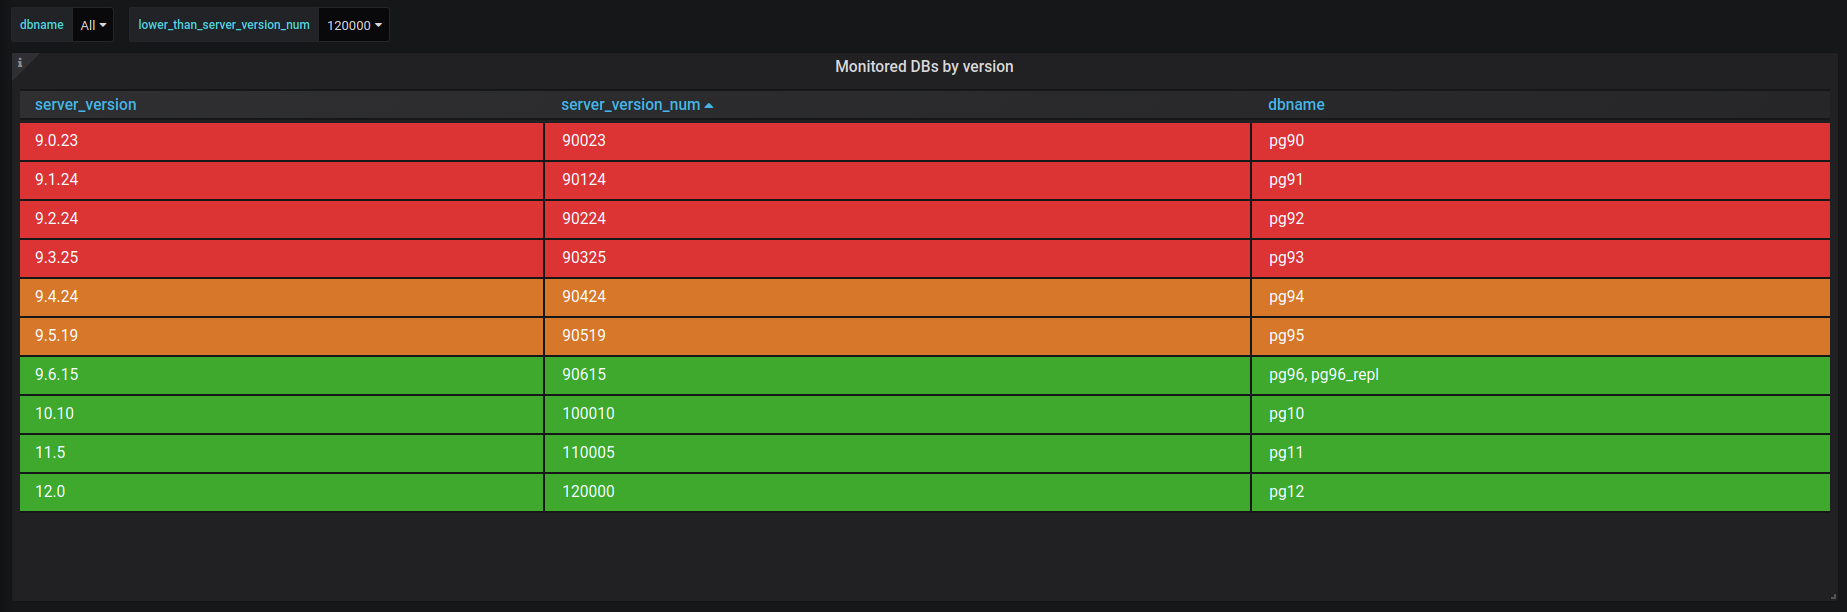 dbname All lower_than_server_version_num 120000
i
Monitored DBs by version
server_version server_version_num dbname
9.0.23 90023 pg90
9.1.24 90124 pg91
9.2.24 90224 pg92
9.3.25 90325 pg93
9.4.24 90424 pg94
9.5.19 90519 pg95
9.6.15 90615 pg96, pg96_repl
10.10 100010 pg10
11.5 110005 pg11
12.0 120000 pg12